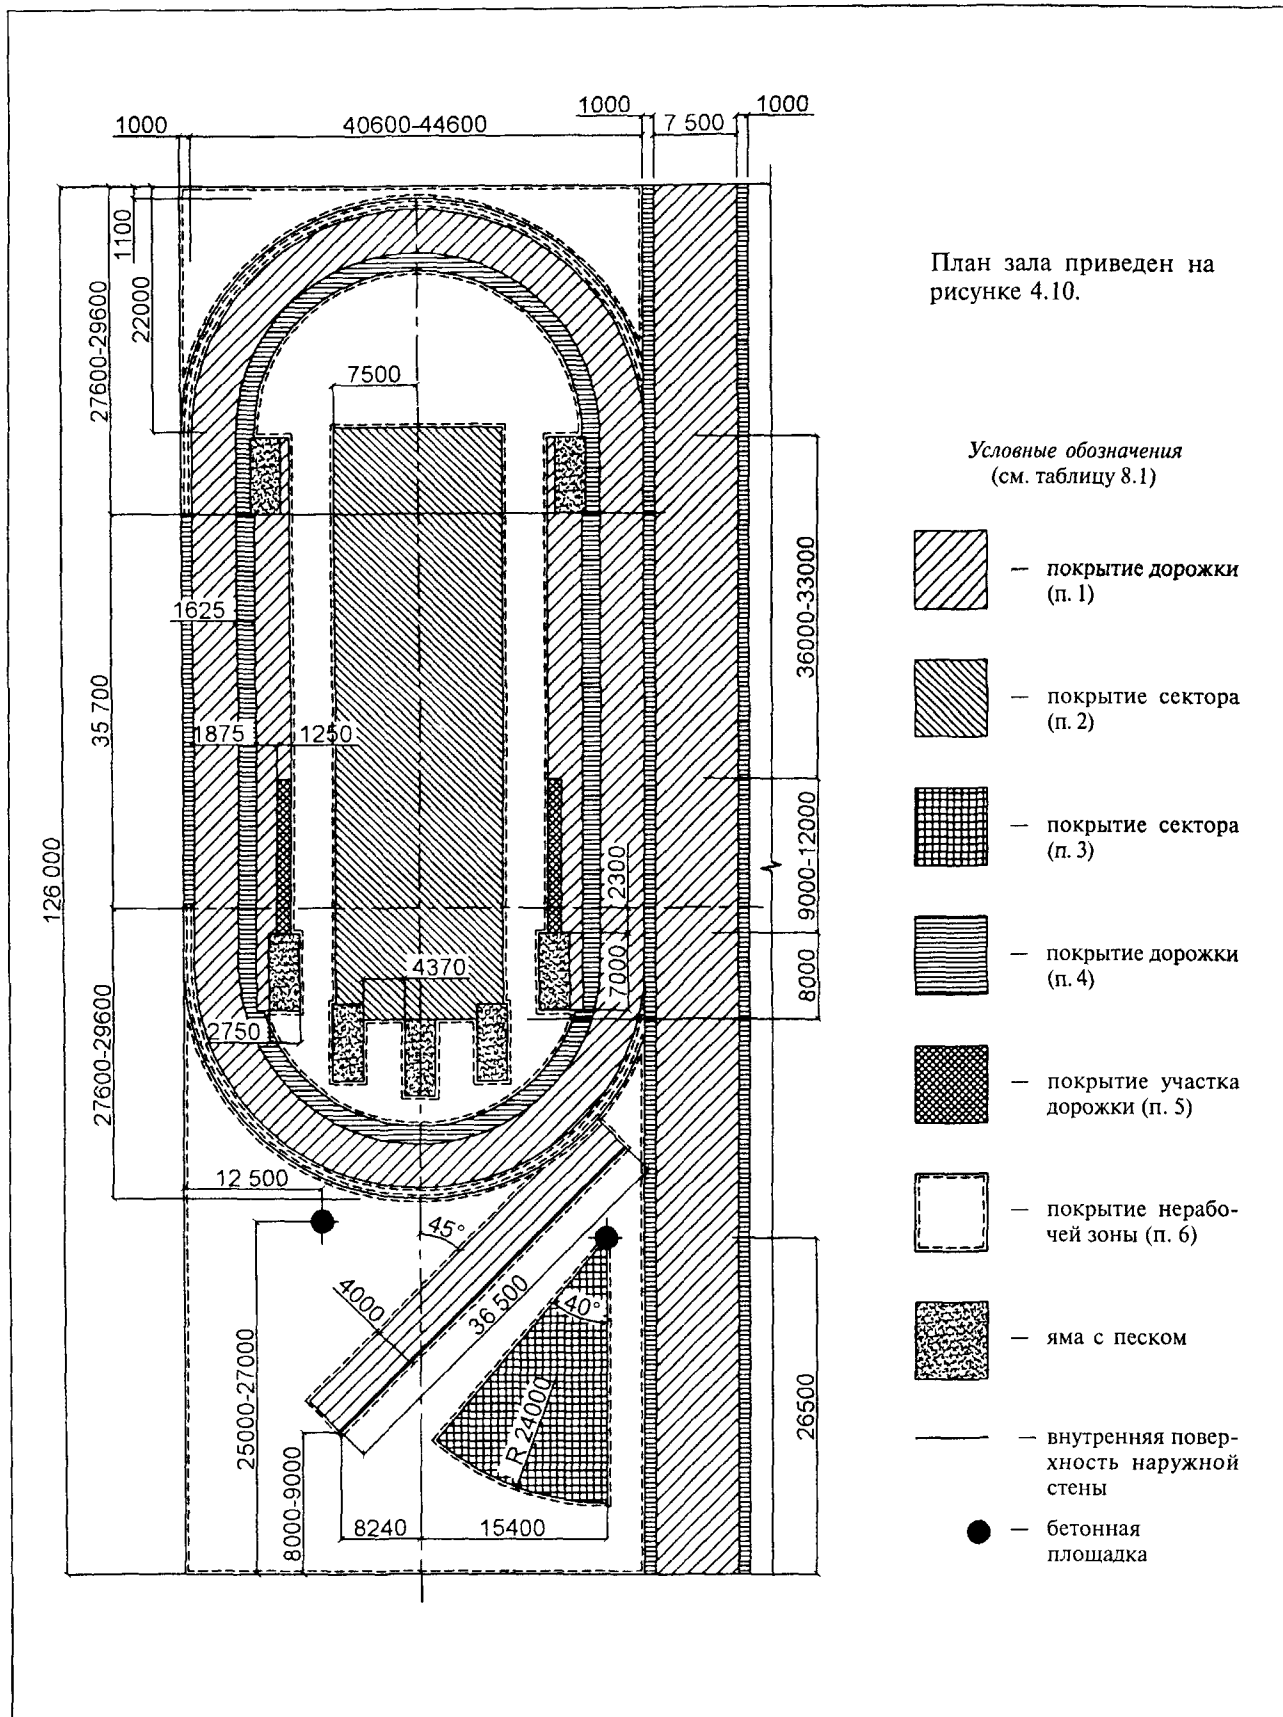 1000
40600-44600
1000
7 500
1000
1100
22000
27600-29600
7500
1625
35 700
1875
1250
126 000
36000-33000
9000-12000
2300
7000
8000
4370
2750
27600-29600
12 500
45°
4000
36 500
40°
R 24000
25000-27000
8000-9000
8240
15400
26500
План зала приведен на
рисунке 4.10.
Условные обозначения
(см. таблицу 8.1)
— покрытие дорожки
(п. 1)
— покрытие сектора
(п. 2)
— покрытие сектора
(п. 3)
— покрытие дорожки
(п. 4)
— покрытие участка
дорожки (п. 5)
— покрытие нерабо-
чей зоны (п. 6)
— яма с песком
— внутренняя повер-
хность наружной
стены
— бетонная
площадка